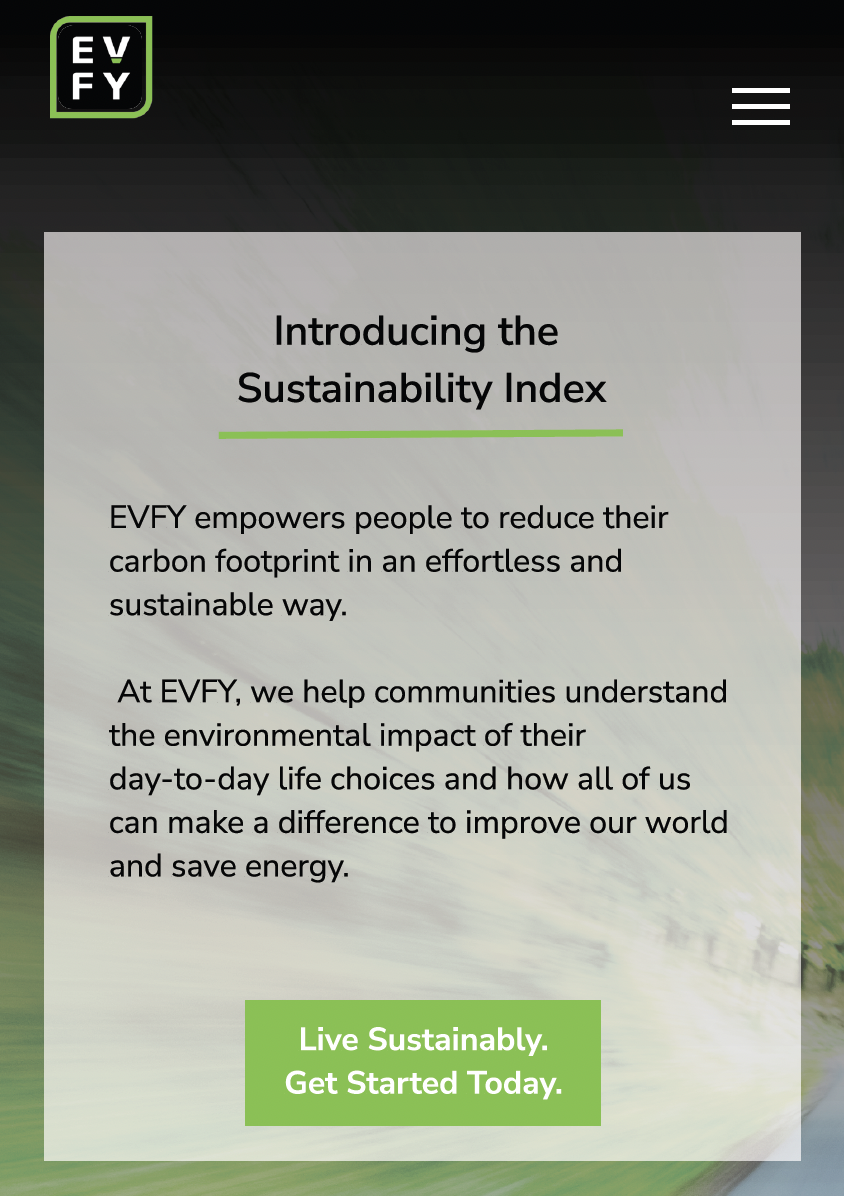 EV
FY
Introducing the
Sustainability Index
EVFY empowers people to reduce their
carbon footprint in an effortless and
sustainable way.
At EVFY, we help communities understand
the environmental impact of their
day-to-day life choices and how all of us
can make a difference to improve our world
and save energy.
Live Sustainably.
Get Started Today.